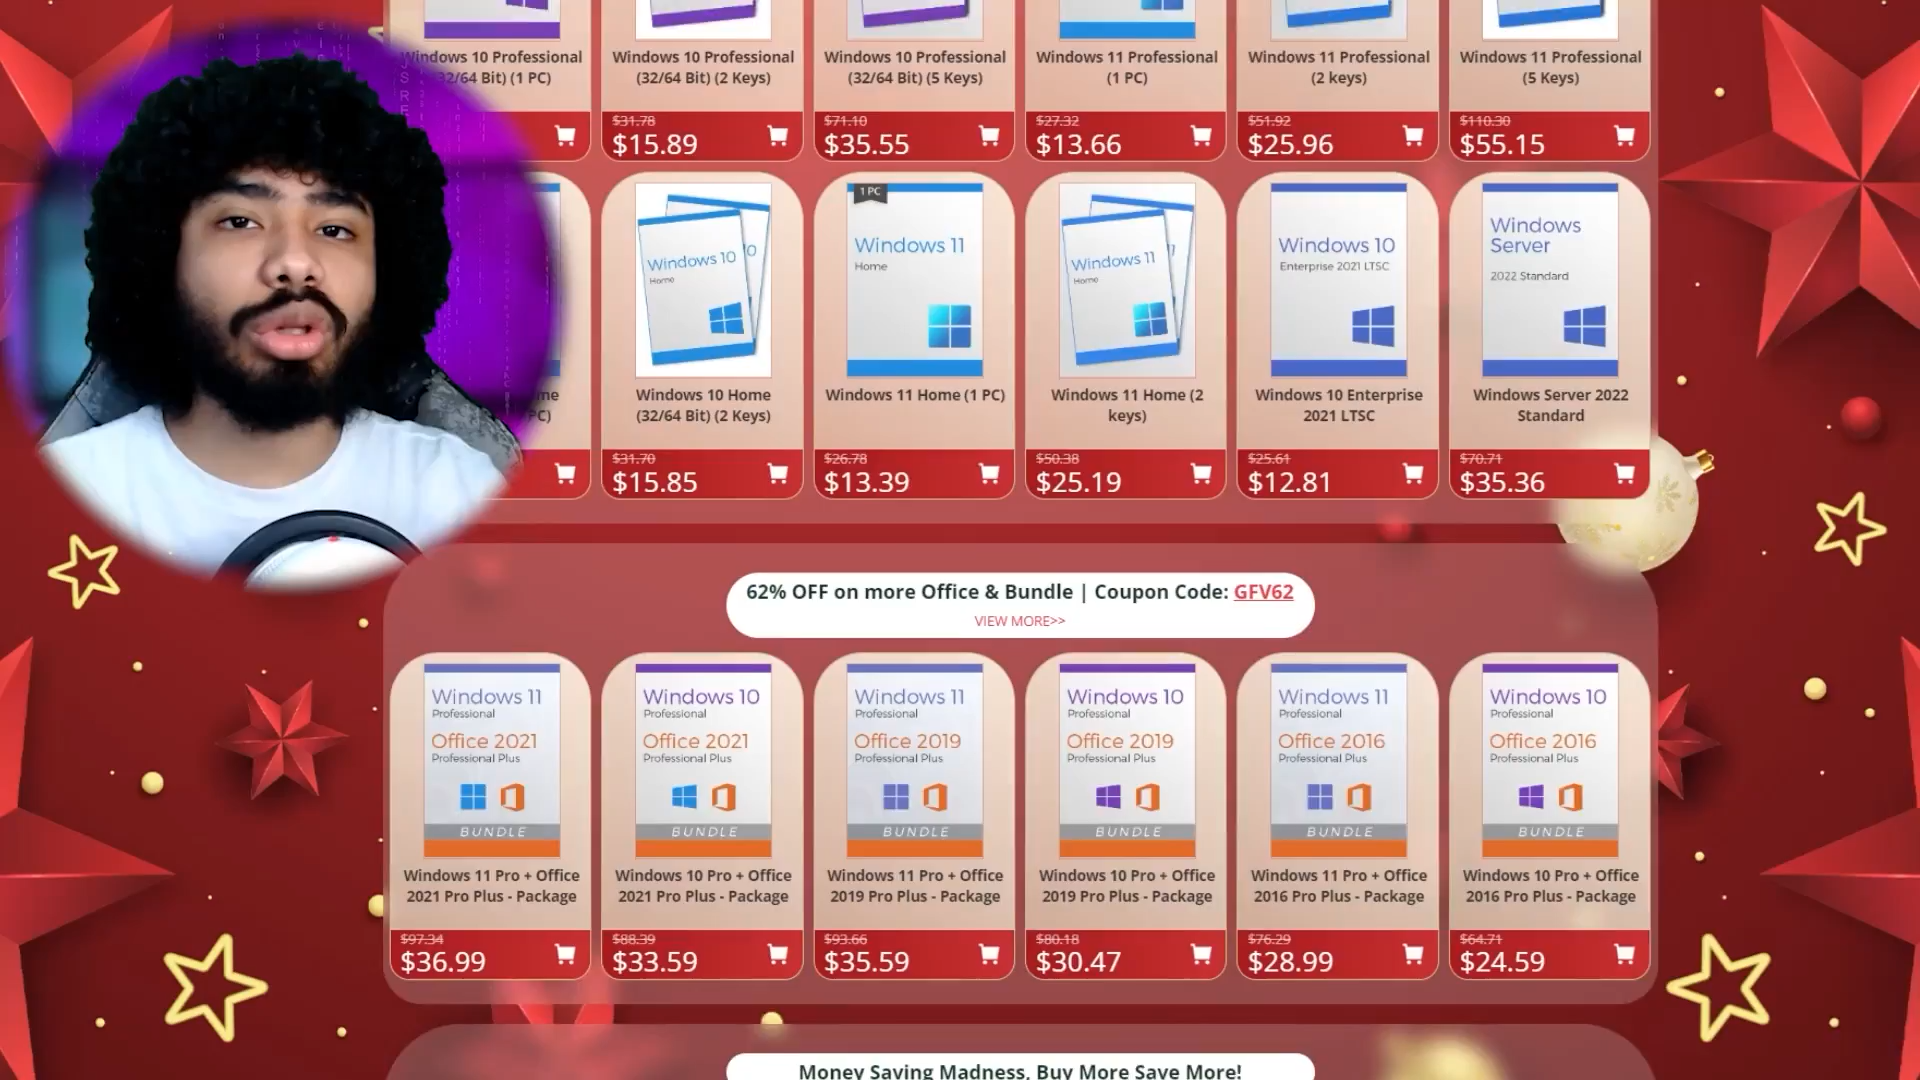 Windows 10 Professional
32/64 Bit) (1 PC)
Windows 10 Professional
(32/64 Bit) (2 Keys)
Windows 10 Professional
(32/64 Bit) (5 Keys)
Windows 11 Professional
(1 PC)
Windows 11 Professional
(2 keys)
Windows 11 Professional
(5 Keys)
$31.78
$15.89
$71.10
$35.55
$27.32
$13.66
$51.92
$25.96
$110.30
$55.15
Windows 10
Home
1 PC
Windows 11
Home
Windows 11
Home
Windows 10
Enterprise 2021 LTSC
Windows
Server
2022 Standard
me
PC)
Windows 10 Home
(32/64 Bit) (2 Keys)
Windows 11 Home (1 PC)
Windows 11 Home (2
keys)
Windows 10 Enterprise
2021 LTSC
Windows Server 2022
Standard
$31.70
$15.85
$26.78
$13.39
$50.38
$25.19
$25.61
$12.81
$70.71
$35.36
62% OFF on more Office & Bundle | Coupon Code: GFV62
VIEW MORE>>
Windows 11
Professional
Office 2021
Professional Plus
BUNDLE
Windows 10
Professional
Office 2021
Professional Plus
BUNDLE
Windows 11
Professional
Office 2019
Professional Plus
BUNDLE
Windows 10
Professional
Office 2019
Professional Plus
BUNDLE
Windows 11
Professional
Office 2016
Professional Plus
BUNDLE
Windows 10
Professional
Office 2016
Professional Plus
BUNDLE
Windows 11 Pro + Office
2021 Pro Plus - Package
Windows 10 Pro + Office
2021 Pro Plus - Package
Windows 11 Pro + Office
2019 Pro Plus - Package
Windows 10 Pro + Office
2019 Pro Plus - Package
Windows 11 Pro + Office
2016 Pro Plus - Package
Windows 10 Pro + Office
2016 Pro Plus - Package
$97.34
$36.99
$88.39
$33.59
$93.66
$35.59
$80.18
$30.47
$76.29
$28.99
$64.71
$24.59
Money Saving Madness, Buy More Save More!